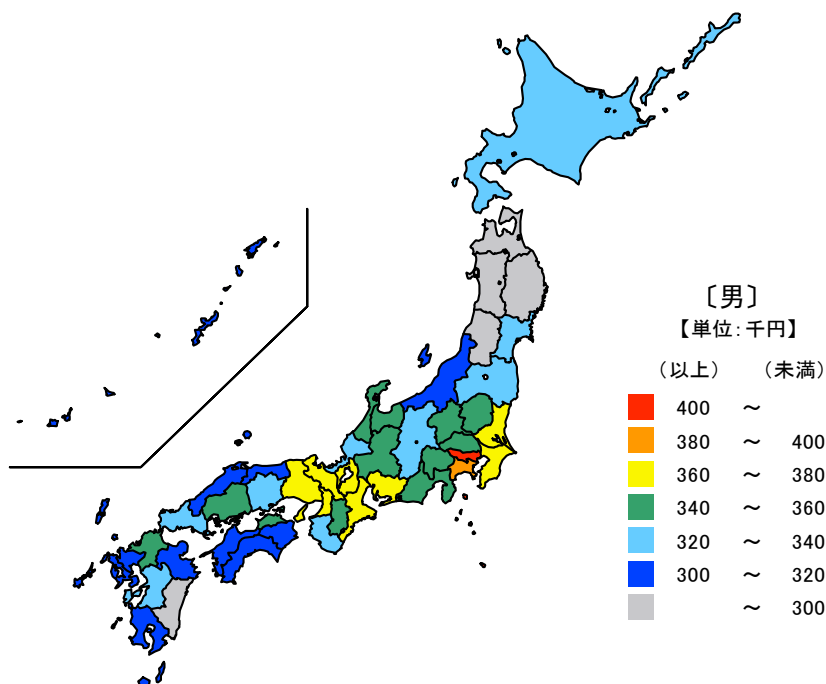 〔男〕
【単位：千円】
（以上）　（未満）
400　～
380　～　400
360　～　380
340　～　360
320　～　340
300　～　320
～　300